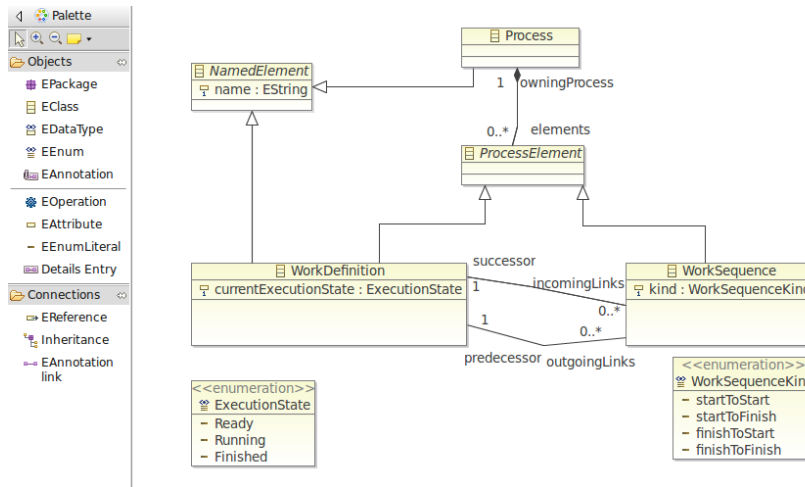 Palette
Objects
EPackage
EClass
EDataType
EEnum
EAnnotation
EOperation
EAttribute
EEnumLiteral
Details Entry
Connections
EReference
Inheritance
EAnnotation
link
Process
1
owningProcess
0..*
elements
NamedElement
name : EString
ProcessElement
WorkDefinition
currentExecutionState : ExecutionState
successor
1
incomingLinks
0..*
1
0..*
predecessor
outgoingLinks
WorkSequence
kind : WorkSequenceKind
<<enumeration>>
ExecutionState
Ready
Running
Finished
<<enumeration>>
WorkSequenceKind
startToStart
startToFinish
finishToStart
finishToFinish